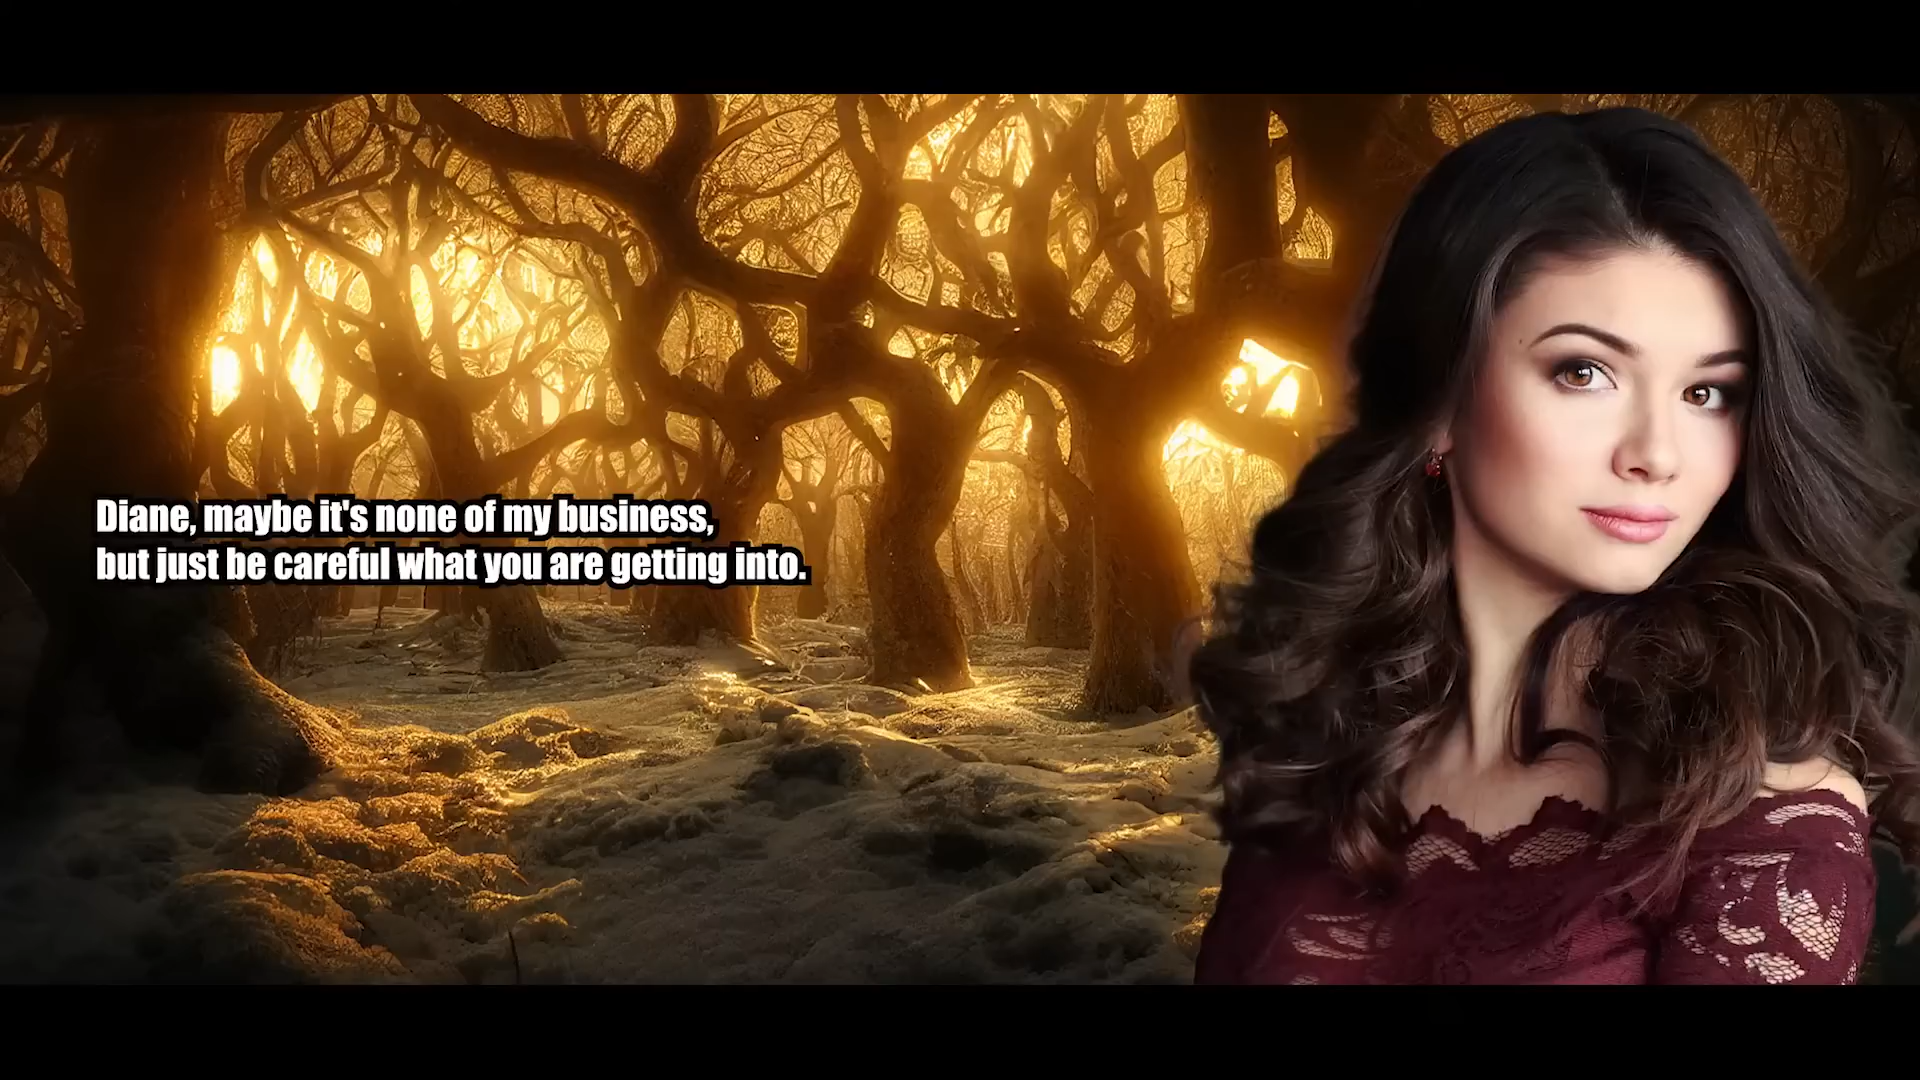 Diane, maybe it's none of my business,
but just be careful what you are getting into.